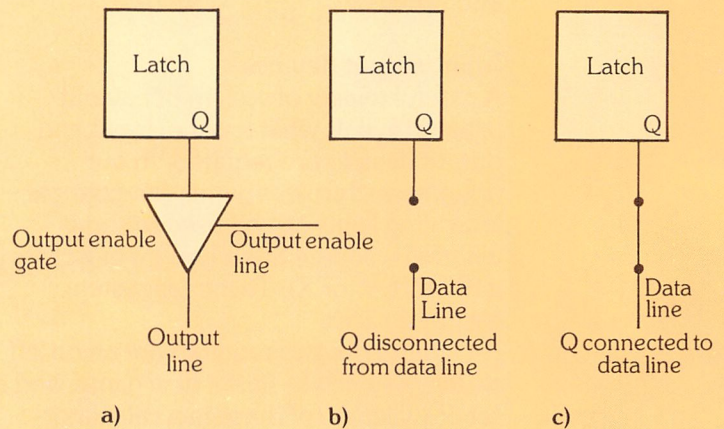 Latch
Q
Output enable
gate
Output enable
line
Output
line
a)
Latch
Q
Data
Line
Q disconnected
from data line
b)
Latch
Q
Data
line
Q connected to
data line
c)